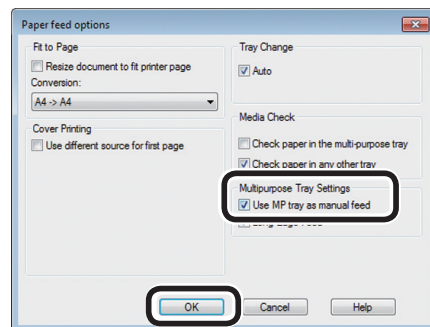 Paper feed options
Fit to Page
Resize document to fit printer page
Conversion:
A4 -> A4
Cover Printing
Use different source for first page
Tray Change
Auto
Media Check
Check paper in the multi-purpose tray
Check paper in any other tray
Multipurpose Tray Settings
Use MP tray as manual feed
OK
Cancel
Help